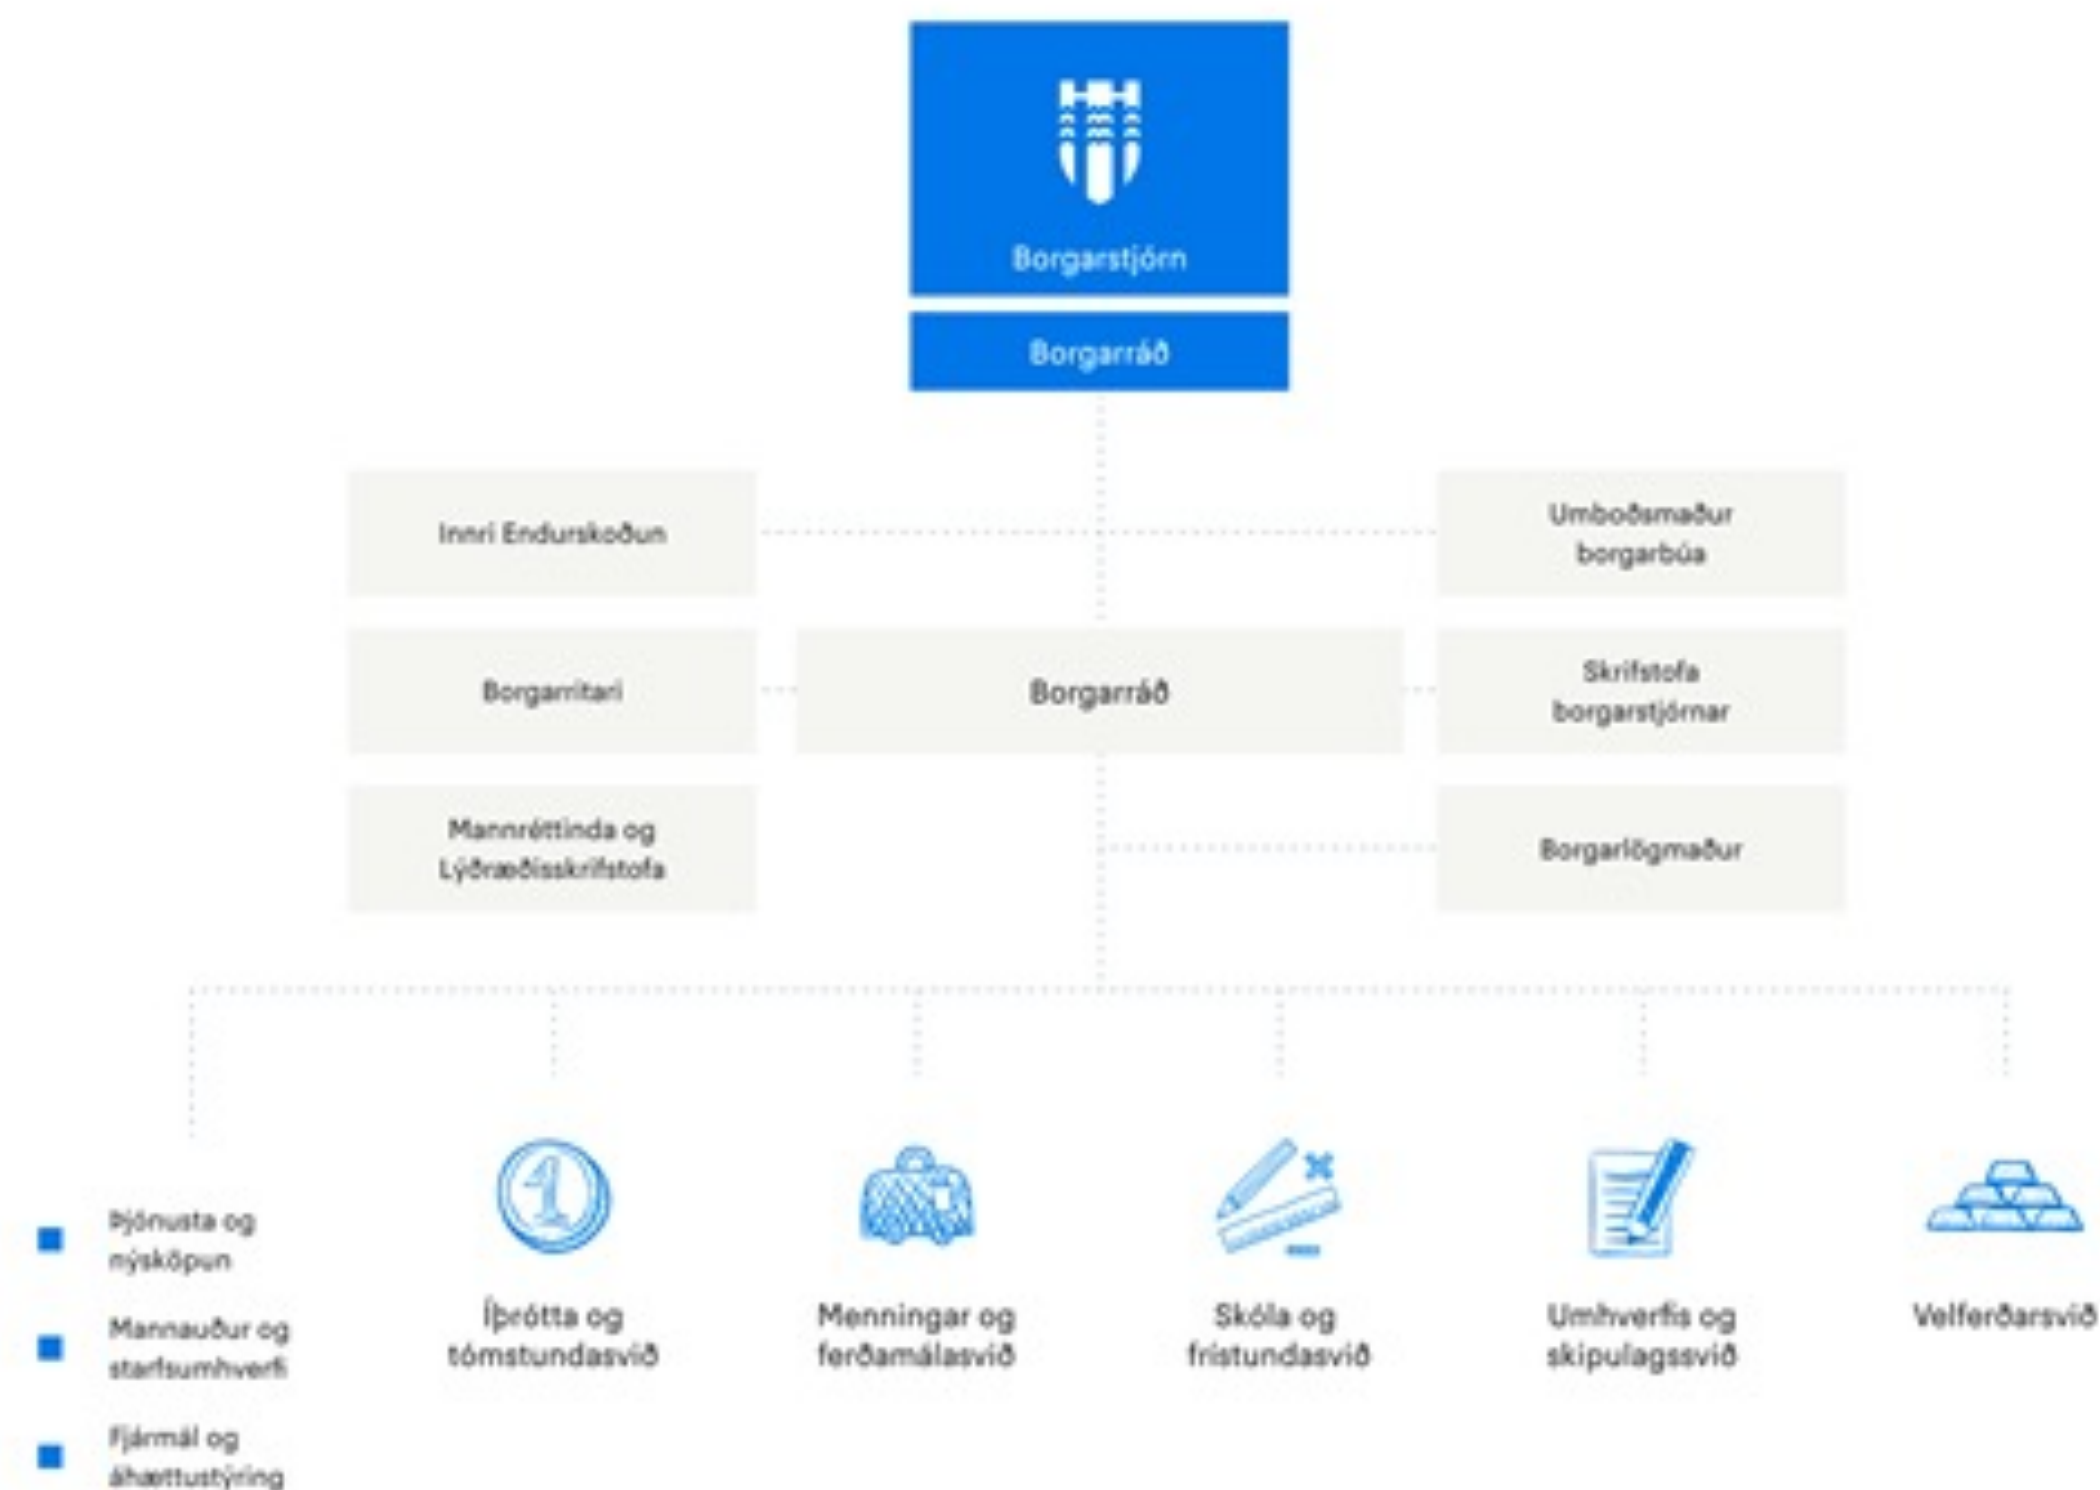 Borgarstjórn
Borgarráð
Innri Endurskoðun
Umboðsmaður
borgarbúa
Borgarritari
Borgarráð
Skrifstofa
borgarstjórnar
Mannréttinda og
Lýðræðisskrifstofa
Borgarlögmaður
Þjónusta og
nýsköpun
Mannauður og
starfsumhverfi
Fjármál og
áhættustýring
Íþrótta og
tómstundasvið
Menningar og
ferðamálasvið
Skóla og
frístundasvið
Umhverfis og
skipulagssvið
Velferðarsvið